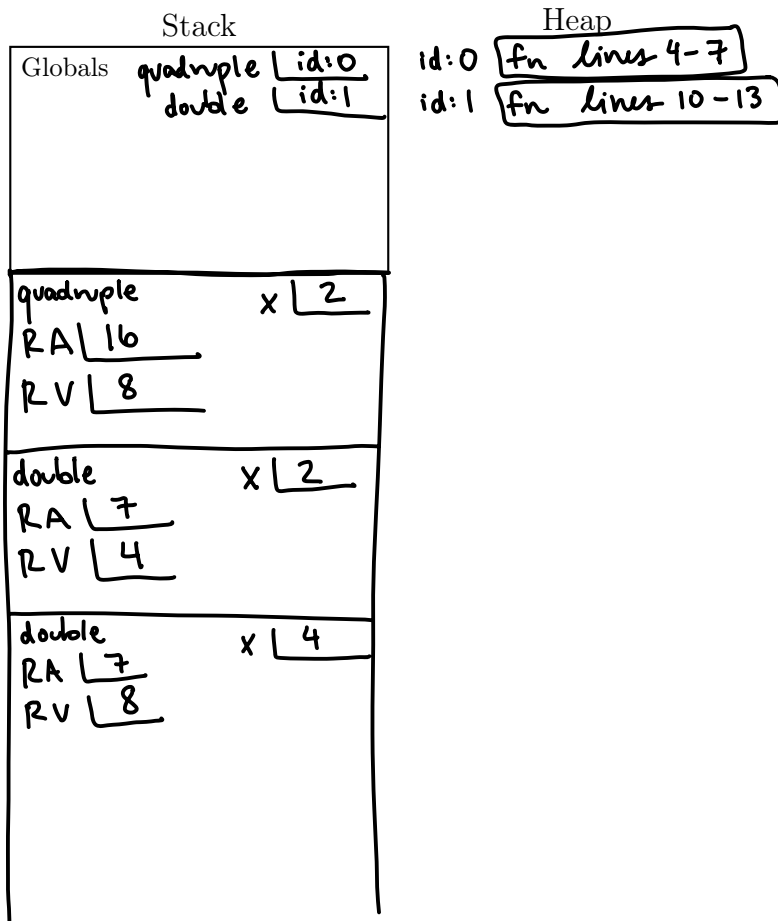 Stack Heap
Globals quadruple id:0 id:0 fn lines 4-7
double id:1 id:1 fn lines 10-13
quadruple x 2
RA 16
RV 8
double x 2
RA 7
RV 4
double x 4
RA 7
RV 8